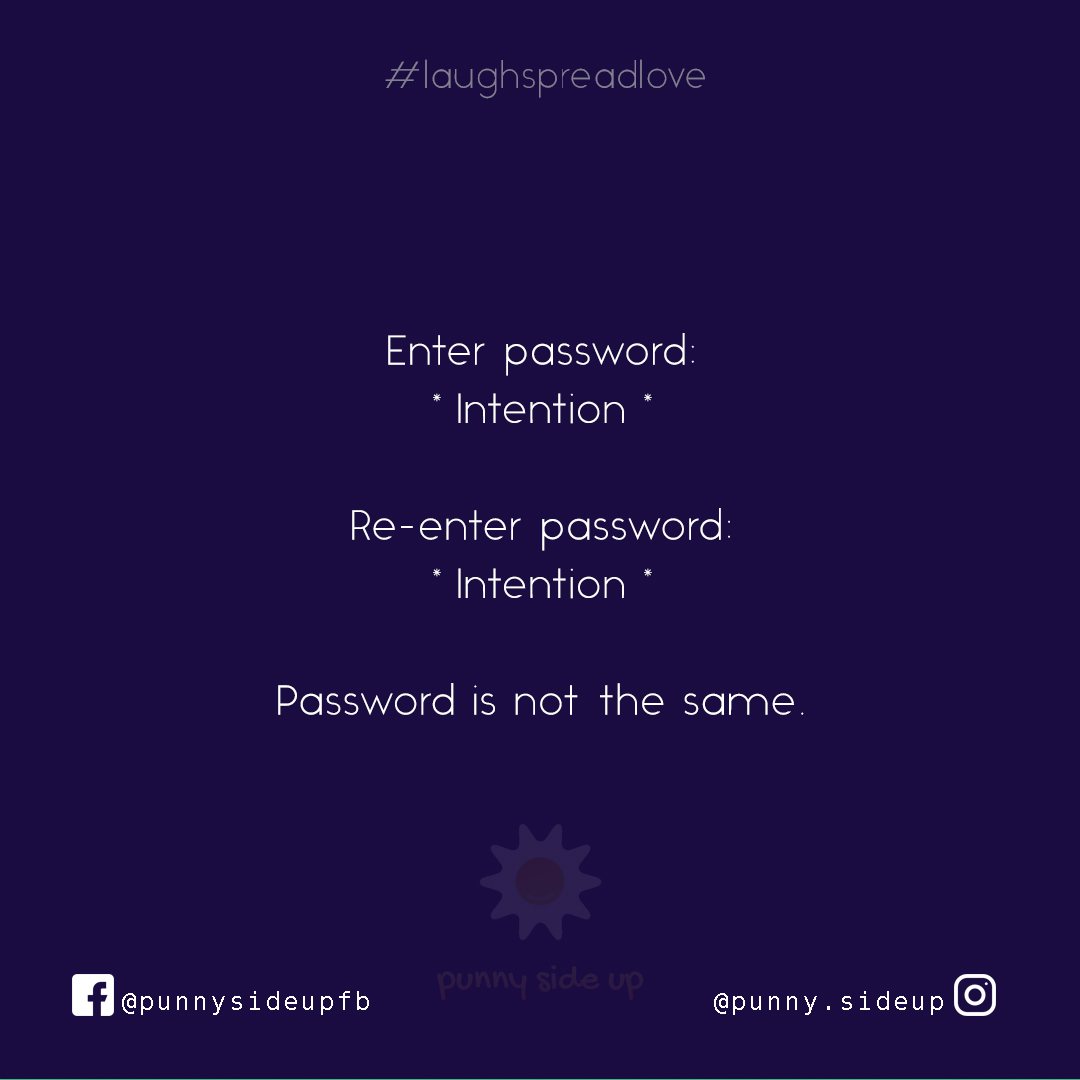 #laughspreadlove
Enter password:
* Intention *
Re-enter password:
* Intention *
Password is not the same.
punny side up
@punnysideupfb
@punny.sideup